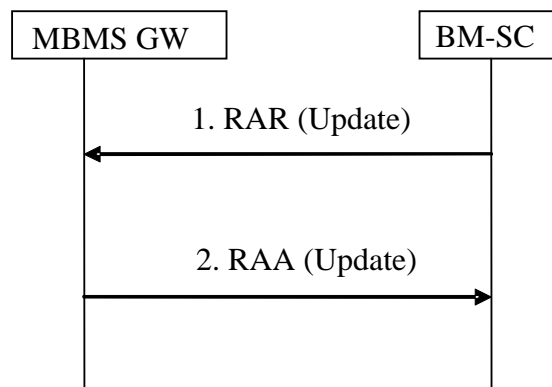 MBMS GW
BM-SC
1. RAR (Update)
2. RAA (Update)